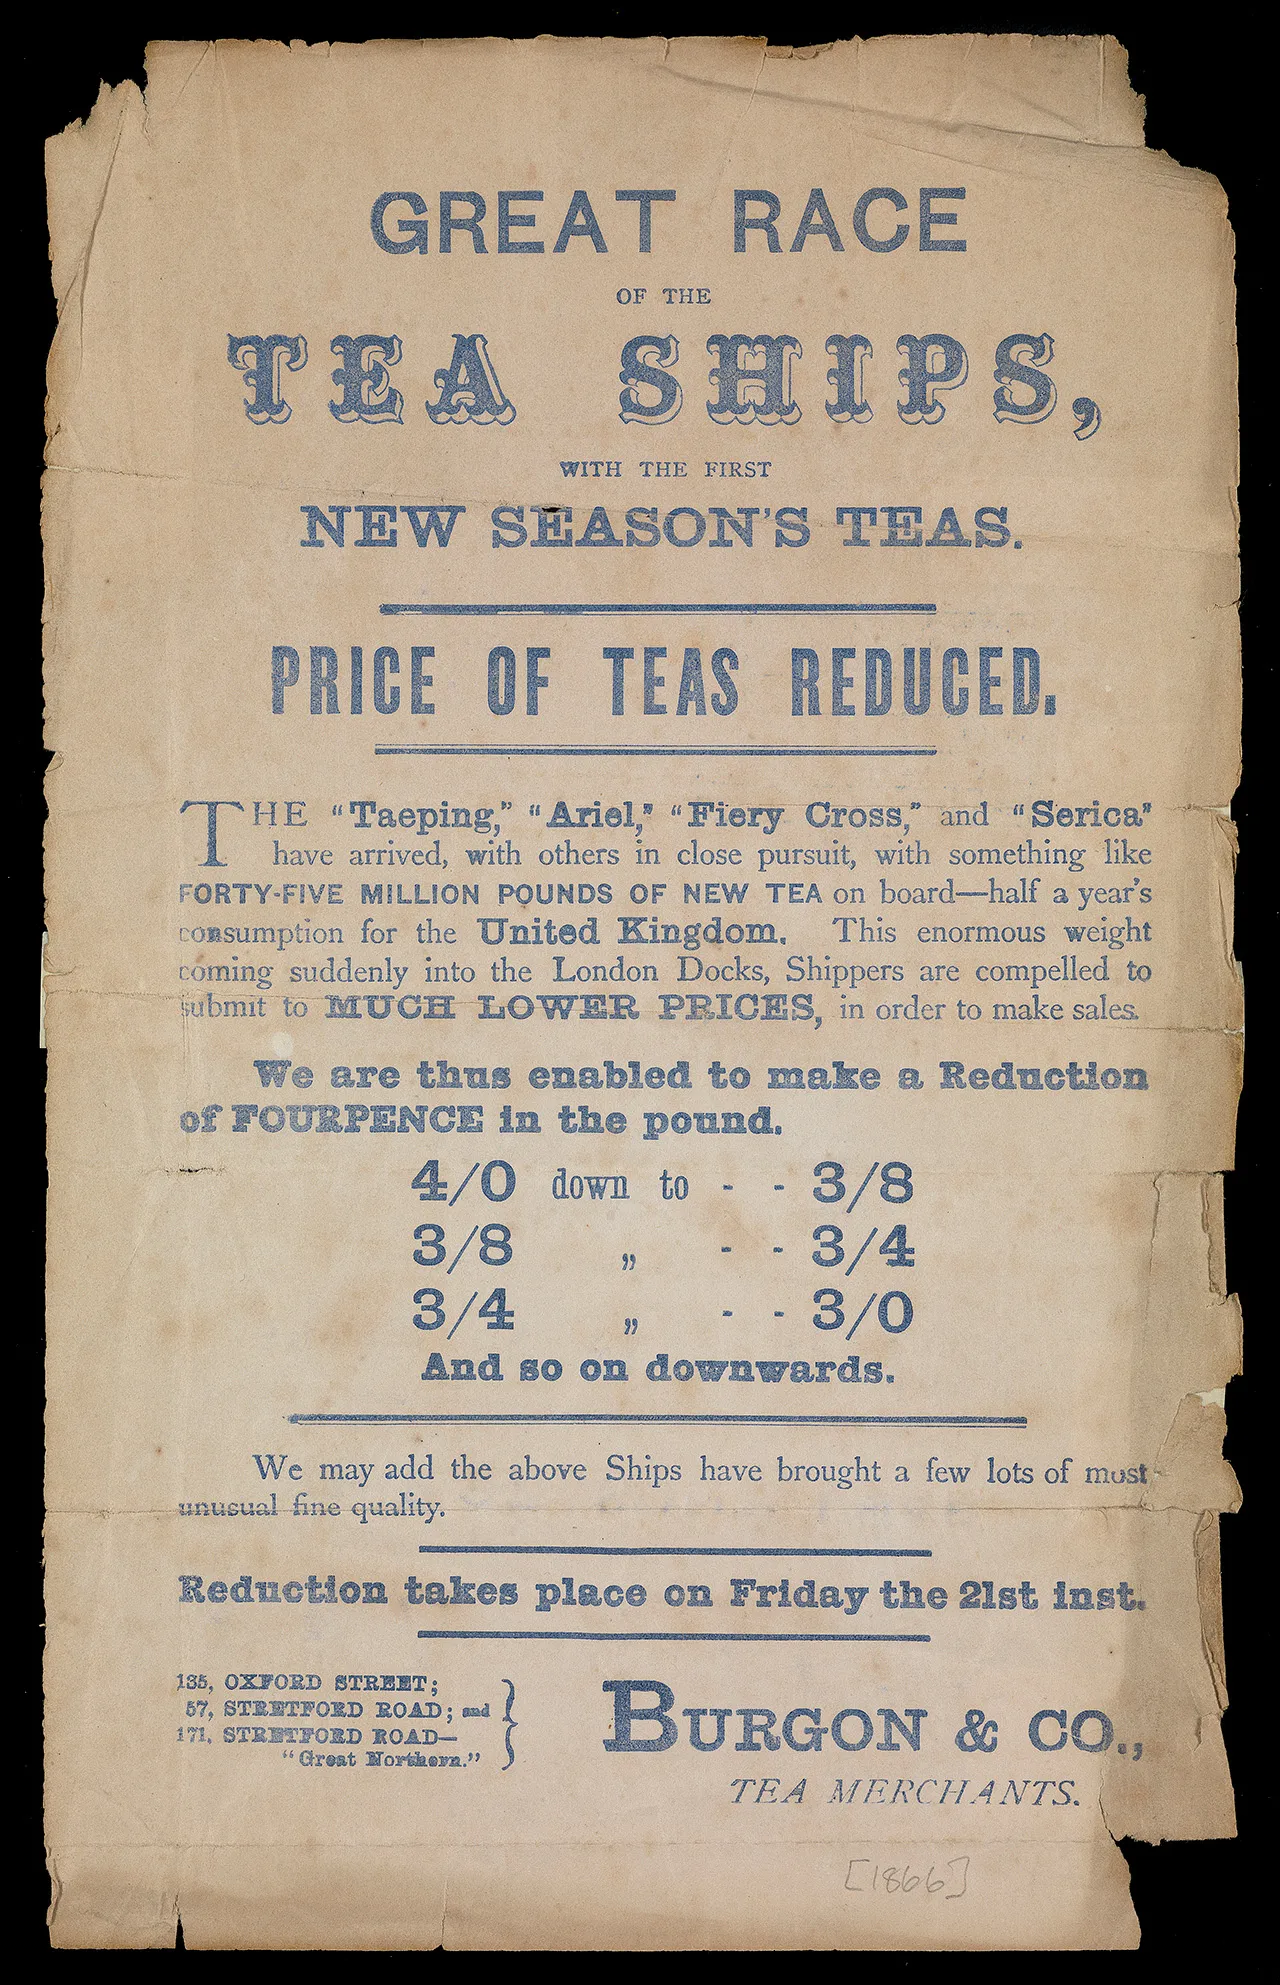 GREAT RACE
OF THE
TEA SHIPS,
WITH THE FIRST
NEW SEASON'S TEAS.
PRICE OF TEAS REDUCED.
THE "Taeping," "Ariel," "Fiery Cross," and "Serica"
have arrived, with others in close pursuit, with something like
FORTY-FIVE MILLION POUNDS OF NEW TEA on board—half a year's
consumption for the United Kingdom. This enormous weight
coming suddenly into the London Docks, Shippers are compelled to
submit to MUCH LOWER PRICES, in order to make sales.
We are thus enabled to make a Reduction
of FOURPENCE in the pound.
4/0 down to - - 3/8
3/8 „ - - 3/4
3/4 „ - - 3/0
And so on downwards.
We may add the above Ships have brought a few lots of most
unusual fine quality.
Reduction takes place on Friday the 21st inst.
135, OXFORD STREET;
57, STRETFORD ROAD; and
171, STRETFORD ROAD—
"Great Northern."
BURGON & CO.,
TEA MERCHANTS.
[1866]